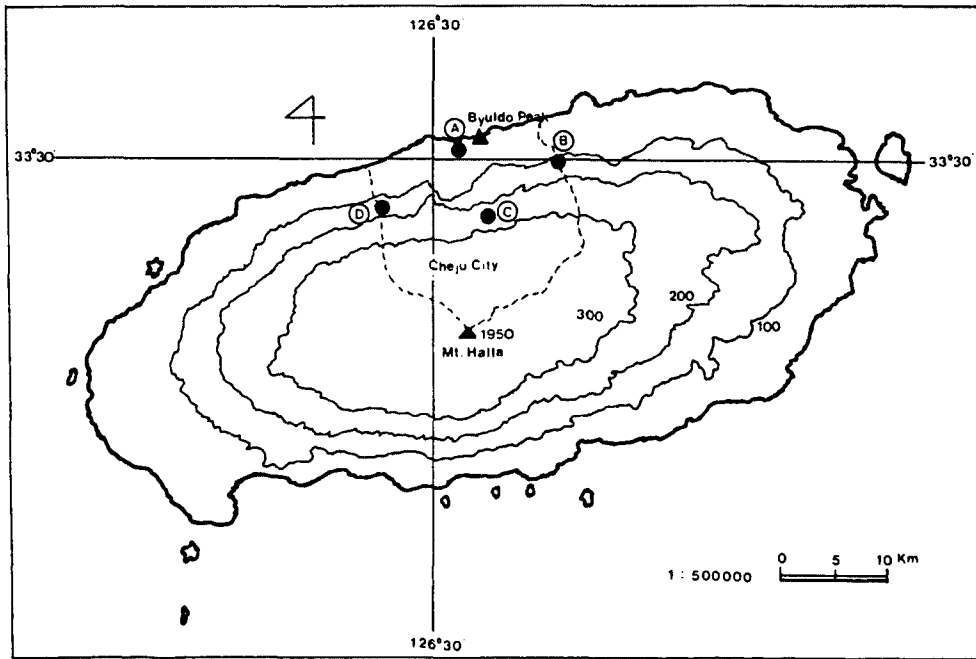 126°30'
4
Byuldo Peak
A
B
33°30'
33°30'
D
C
Cheju City
200
300
100
1950
Mt. Halla
0 5 10 Km
1 : 500000
126°30'